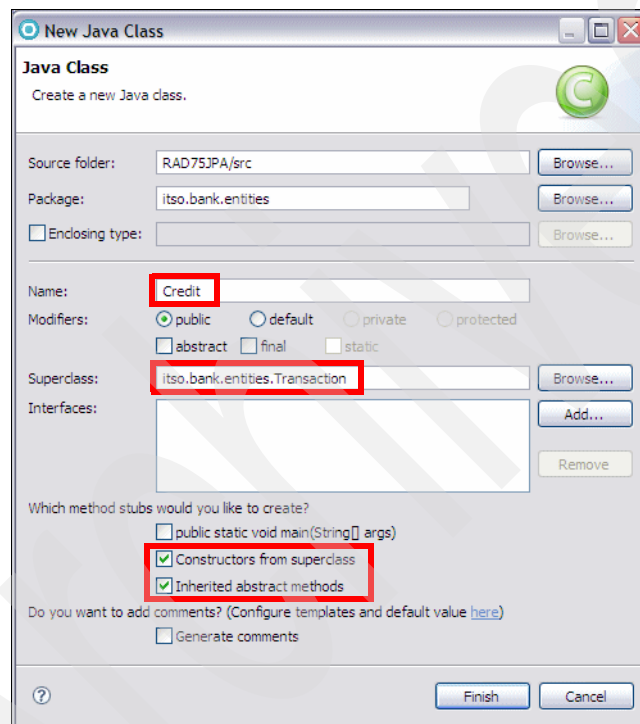 New Java Class
Java Class
Create a new Java class.
Source folder: RAD75JPA/src Browse...
Package: itso.bank.entities Browse...
Enclosing type: Browse...
Name: Credit
Modifiers: public default private protected
abstract final static
Superclass: itso.bank.entities.Transaction Browse...
Interfaces: Add...
Remove
Which method stubs would you like to create?
public static void main(String[] args)
Constructors from superclass
Inherited abstract methods
Do you want to add comments? (Configure templates and default value here)
Generate comments
Finish Cancel